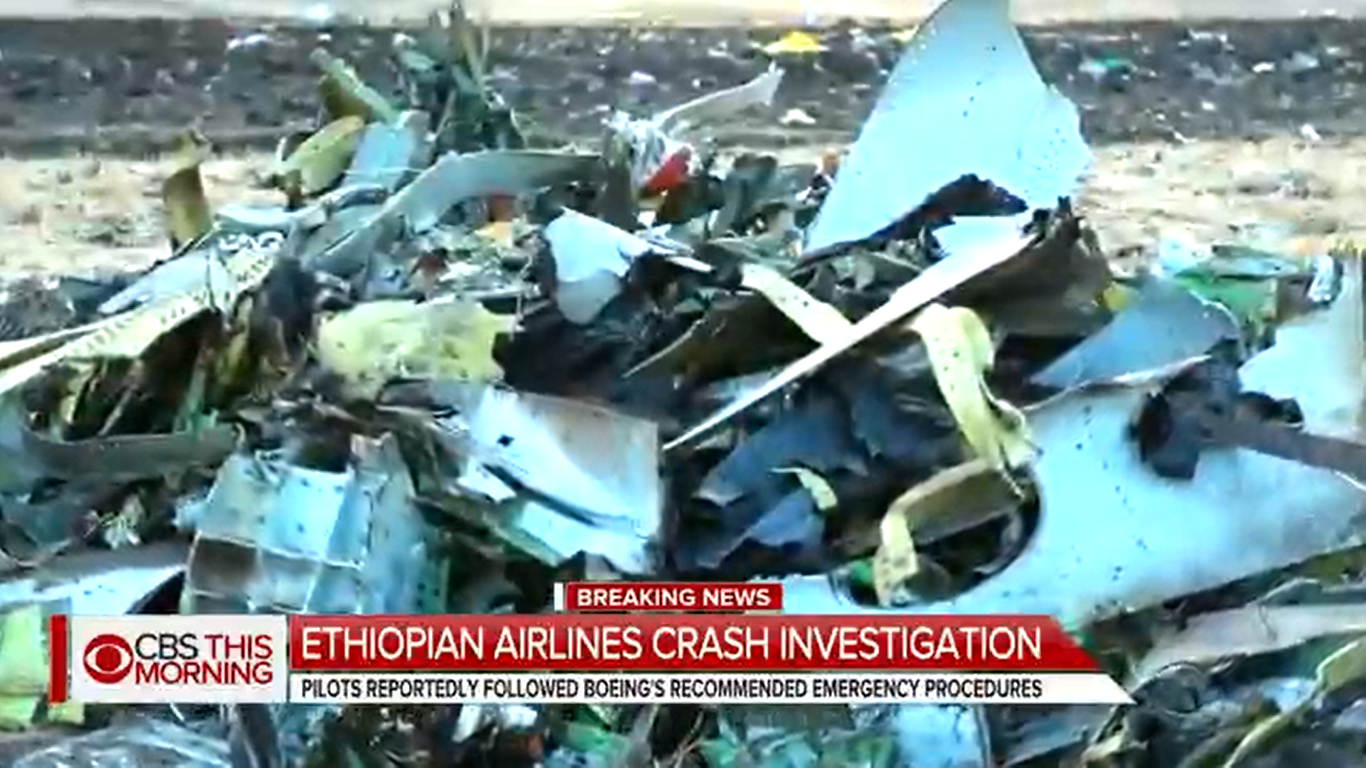 BREAKING NEWS
CBS THIS MORNING
ETHIOPIAN AIRLINES CRASH INVESTIGATION
PILOTS REPORTEDLY FOLLOWED BOEING'S RECOMMENDED EMERGENCY PROCEDURES